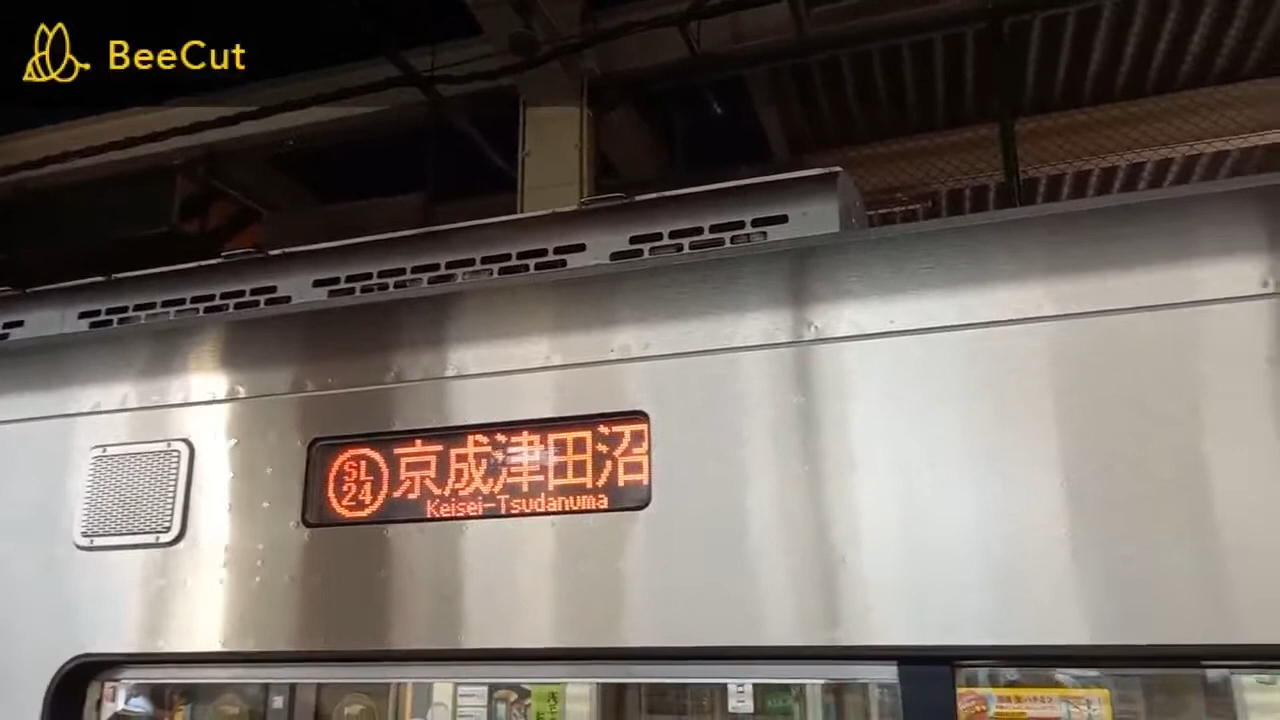 BeeCut
SL
24
京成津田沼
Keisei-Tsudanuma